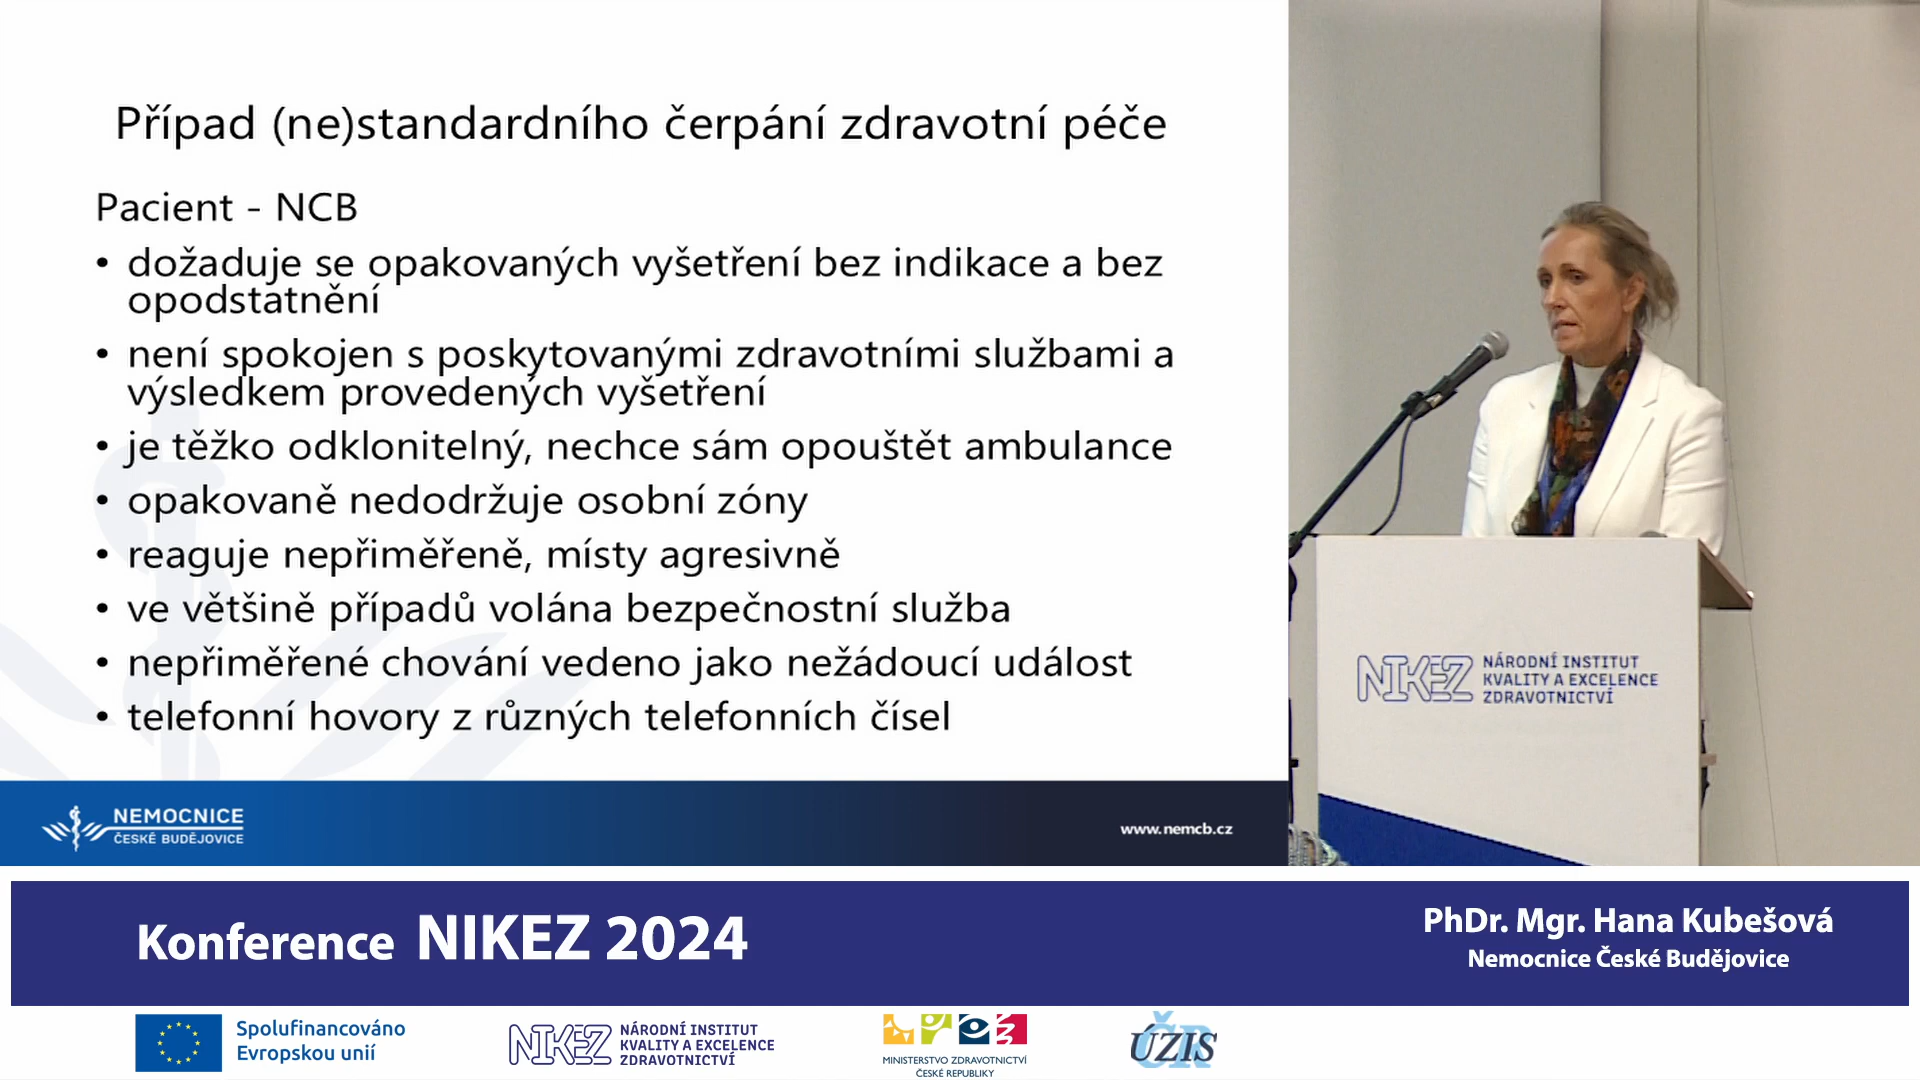 Případ (ne)standardního čerpání zdravotní péče
Pacient - NCB
• dožaduje se opakovaných vyšetření bez indikace a bez
opodstatnění
• není spokojen s poskytovanými zdravotními službami a
výsledkem provedených vyšetření
• je těžko odklonitelný, nechce sám opouštět ambulance
• opakovaně nedodržuje osobní zóny
• reaguje nepřiměřeně, místy agresivně
• ve většině případů volána bezpečnostní služba
• nepřiměřené chování vedeno jako nežádoucí událost
• telefonní hovory z různých telefonních čísel
NEMOCNICE
ČESKÉ BUDĚJOVICE
www.nemcb.cz
NIKEZ
NÁRODNÍ INSTITUT
KVALITY A EXCELENCE
ZDRAVOTNICTVÍ
Konference NIKEZ 2024
PhDr. Mgr. Hana Kubešová
Nemocnice České Budějovice
Spolufinancováno
Evropskou unií
NIKEZ
NÁRODNÍ INSTITUT
KVALITY A EXCELENCE
ZDRAVOTNICTVÍ
MINISTERSTVO ZDRAVOTNICTVÍ
ČESKÉ REPUBLIKY
ÚZIS
ČR